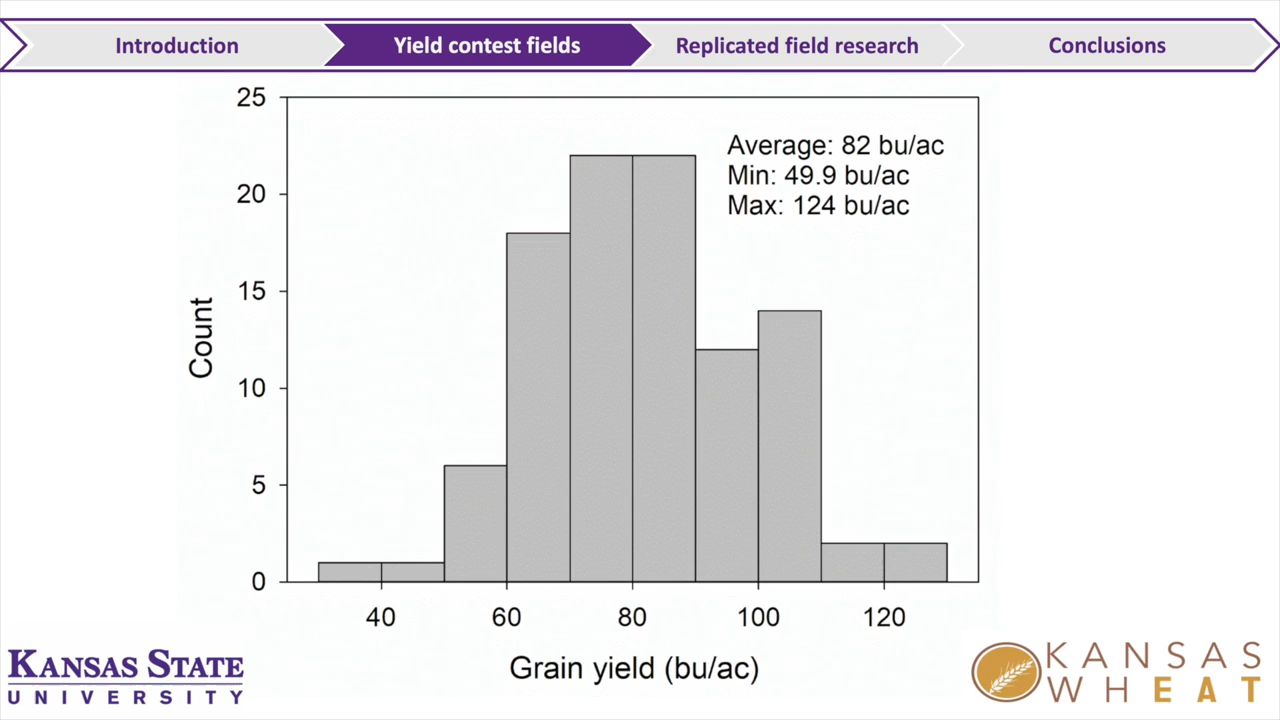 Introduction
Yield contest fields
Replicated field research
Conclusions
25
20
15
10
5
0
Count
Average: 82 bu/ac
Min: 49.9 bu/ac
Max: 124 bu/ac
40
60
80
100
120
Grain yield (bu/ac)
KANSAS STATE
UNIVERSITY
KANSAS
WHEAT